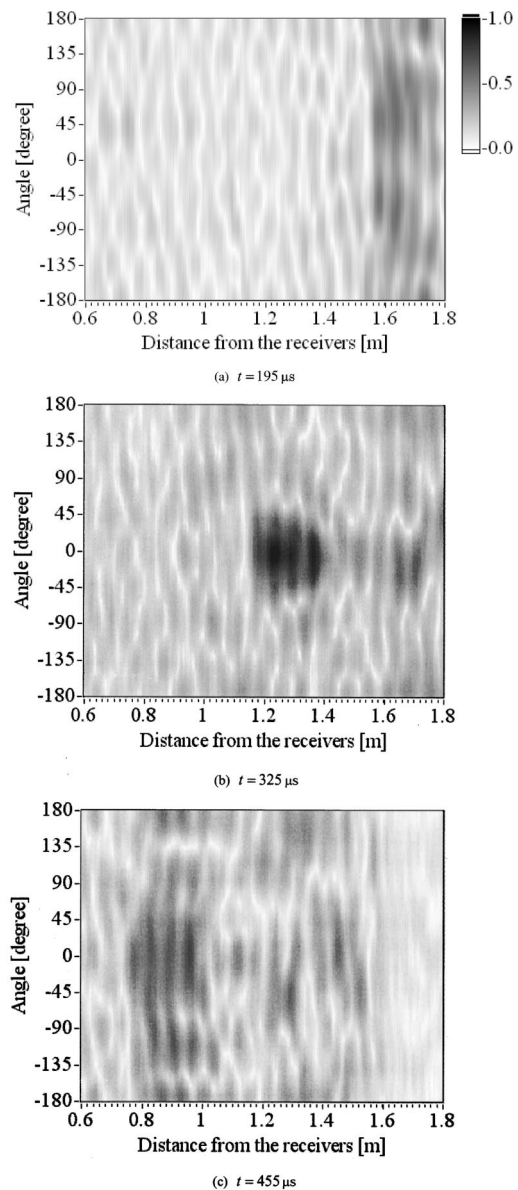 180
135
90
45
0
-45
-90
-135
-180
Angle [degree]
0.6 0.8 1 1.2 1.4 1.6 1.8
Distance from the receivers [m]
-1.0
-0.5
-0.0
(a) t = 195 μs
180
135
90
45
0
-45
-90
-135
-180
Angle [degree]
0.6 0.8 1 1.2 1.4 1.6 1.8
Distance from the receivers [m]
(b) t = 325 μs
180
135
90
45
0
-45
-90
-135
-180
Angle [degree]
0.6 0.8 1 1.2 1.4 1.6 1.8
Distance from the receivers [m]
(c) t = 455 μs